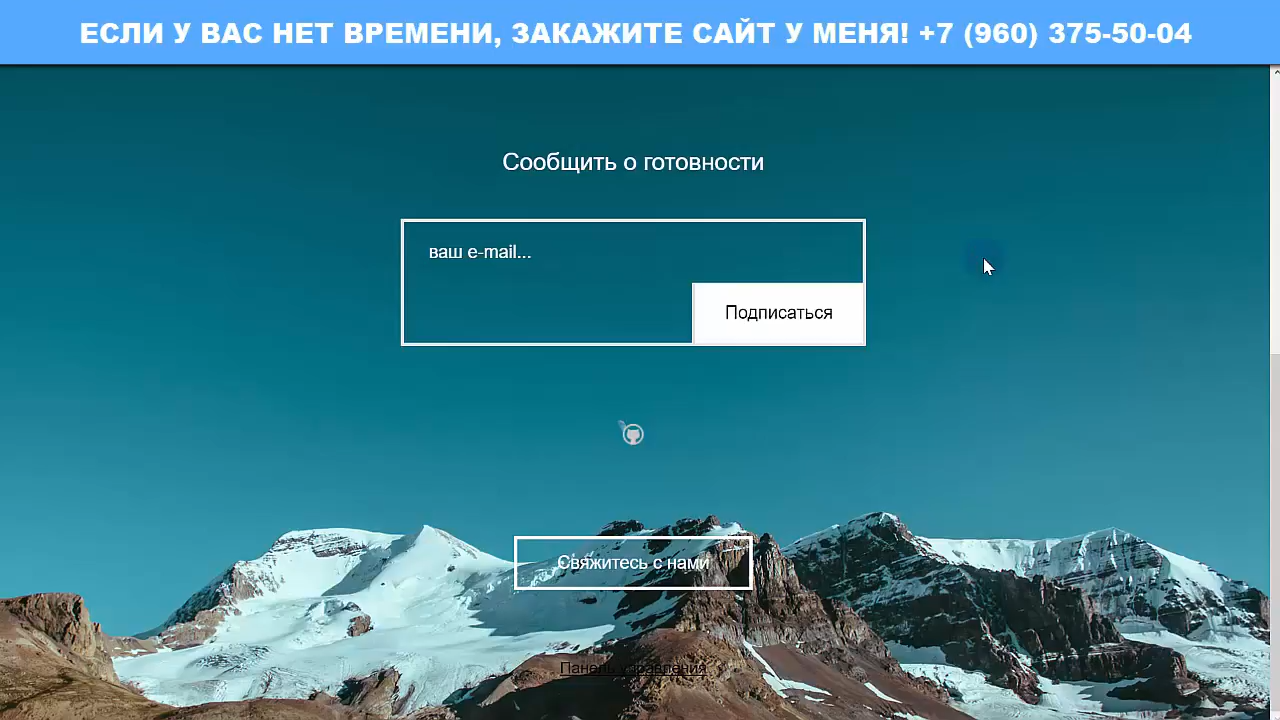 ЕСЛИ У ВАС НЕТ ВРЕМЕНИ, ЗАКАЖИТЕ САЙТ У МЕНЯ! +7 (960) 375-50-04
Сообщить о готовности
ваш e-mail...
Подписаться
Свяжитесь с нами
Панель управления